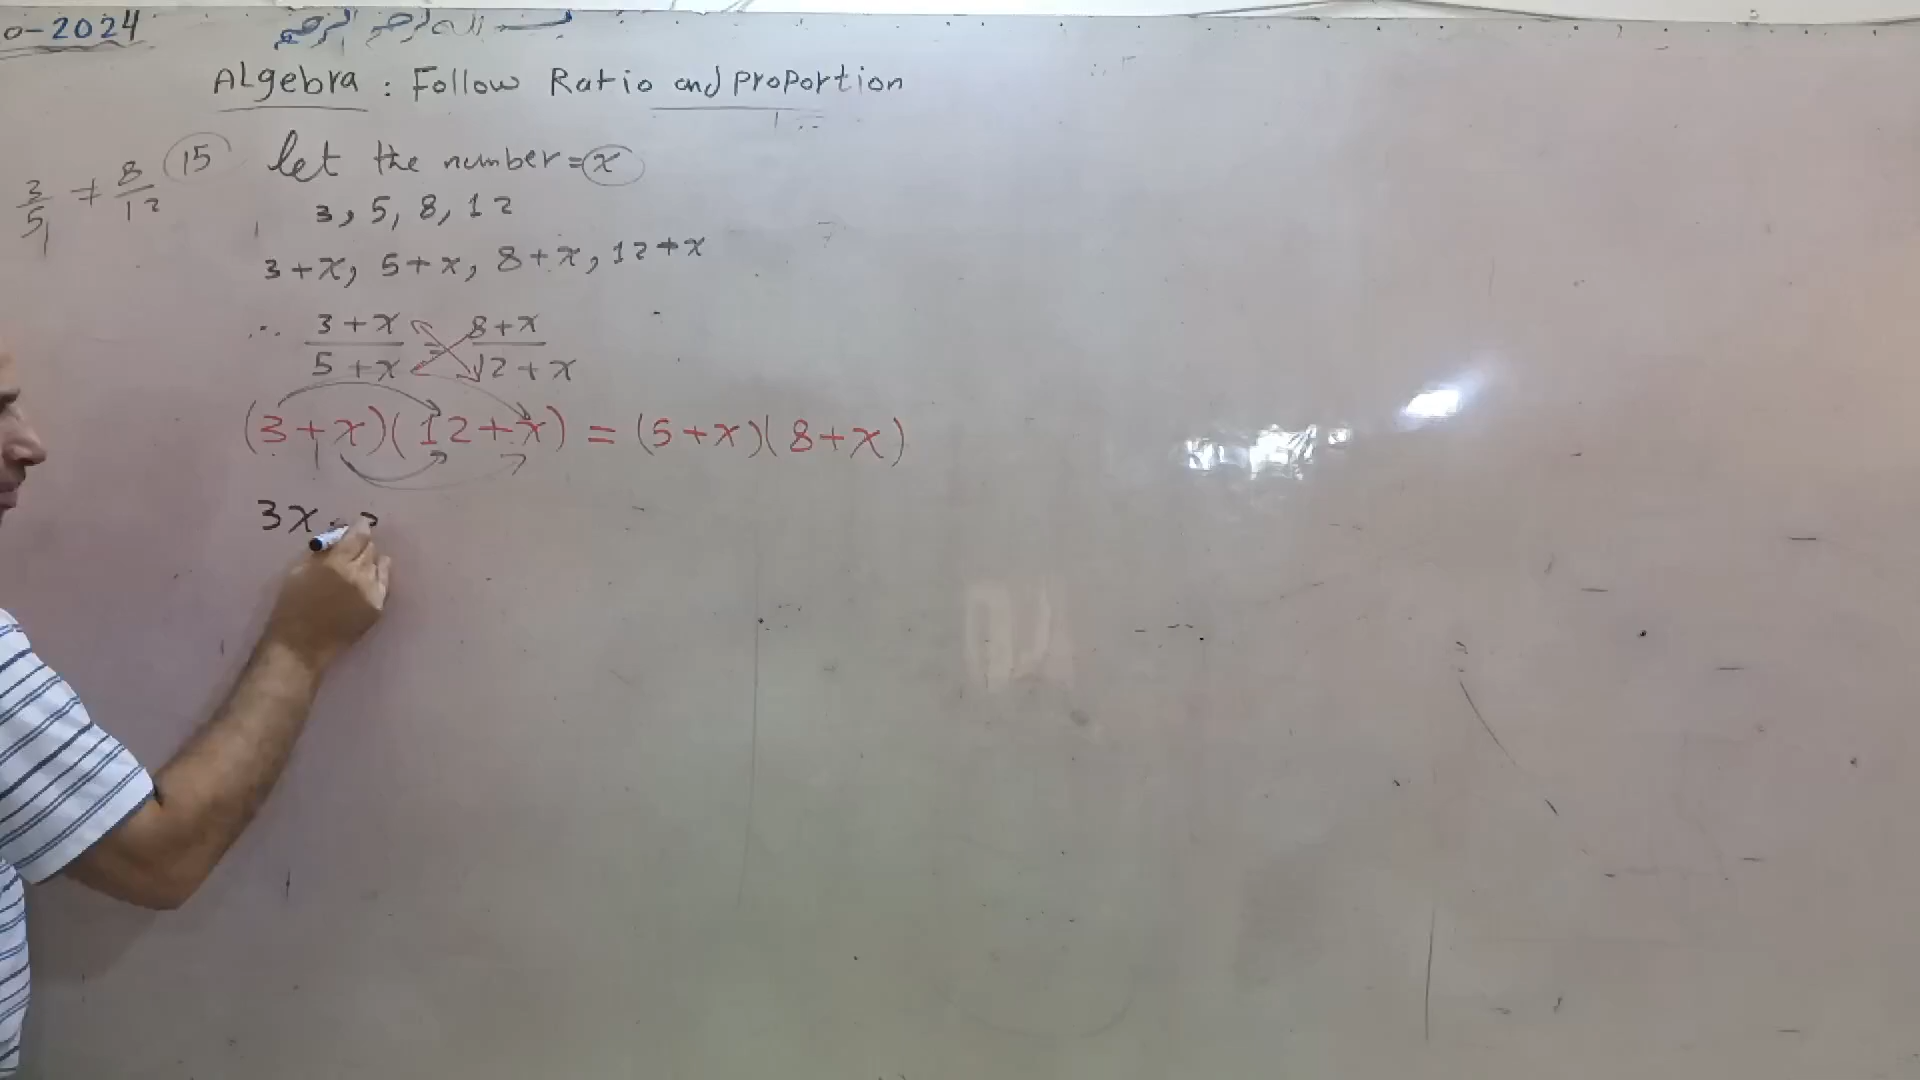 0-2024
بسم الله الرحمن الرحيم
Algebra : Follow Ratio and proportion
3/5 ≠ 8/12
(15) let the number = x
3, 5, 8, 12
3+x, 5+x, 8+x, 12+x
∴ (3+x)/(5+x) = (8+x)/(12+x)
(3+x)(12+x) = (5+x)(8+x)
3x